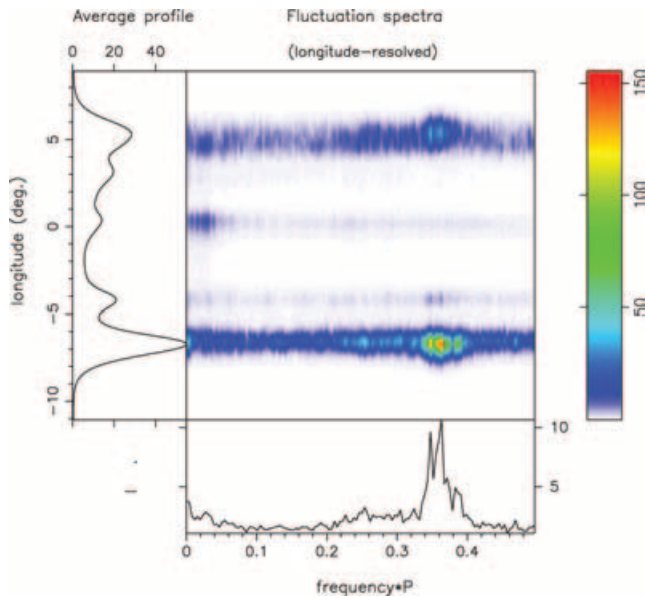 Average profile
Fluctuation spectra
0 20 40
(longitude-resolved)
longitude (deg.)
5
0
-5
-10
150
100
50
10
5
0 0.1 0.2 0.3 0.4
frequency*P